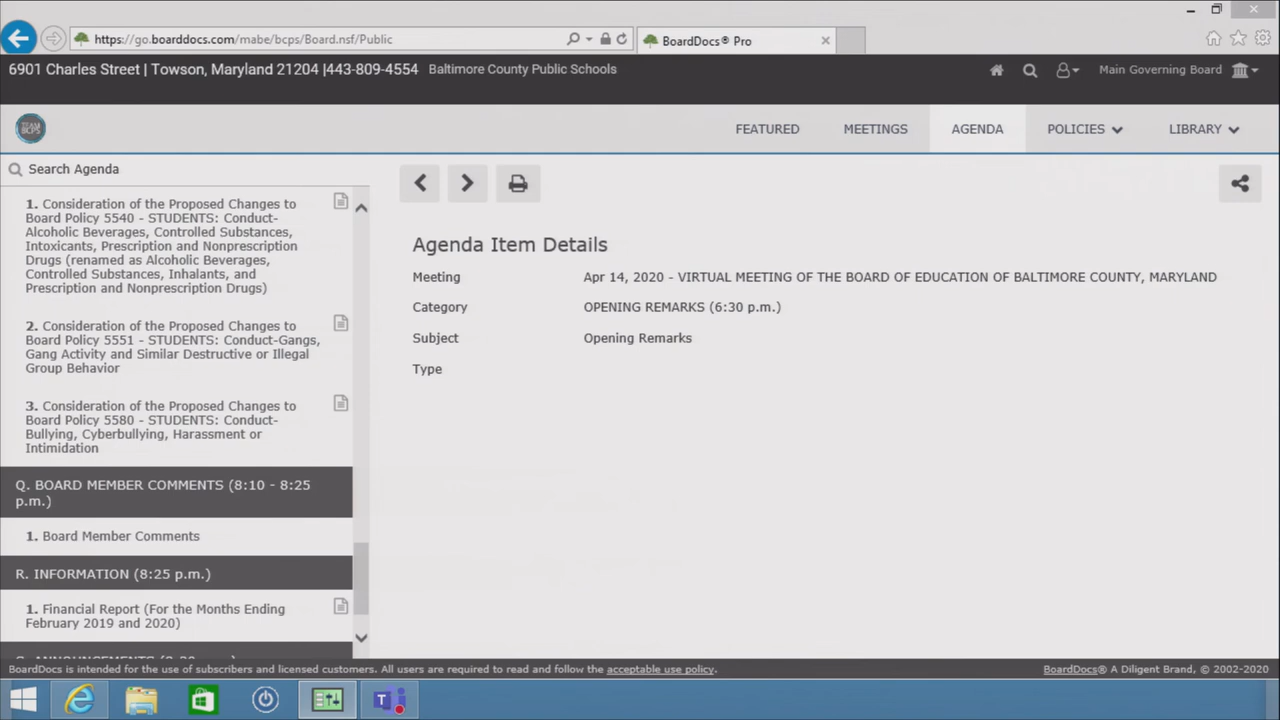 https://go.boarddocs.com/mabe/bcps/Board.nsf/Public
BoardDocs® Pro
6901 Charles Street | Towson, Maryland 21204 |443-809-4554 Baltimore County Public Schools
Main Governing Board
TEAM BCPS
FEATURED
MEETINGS
AGENDA
POLICIES
LIBRARY
Search Agenda
1. Consideration of the Proposed Changes to
Board Policy 5540 - STUDENTS: Conduct-
Alcoholic Beverages, Controlled Substances,
Intoxicants, Prescription and Nonprescription
Drugs (renamed as Alcoholic Beverages,
Controlled Substances, Inhalants, and
Prescription and Nonprescription Drugs)
2. Consideration of the Proposed Changes to
Board Policy 5551 - STUDENTS: Conduct-Gangs,
Gang Activity and Similar Destructive or Illegal
Group Behavior
3. Consideration of the Proposed Changes to
Board Policy 5580 - STUDENTS: Conduct-
Bullying, Cyberbullying, Harassment or
Intimidation
Q. BOARD MEMBER COMMENTS (8:10 - 8:25
p.m.)
1. Board Member Comments
R. INFORMATION (8:25 p.m.)
1. Financial Report (For the Months Ending
February 2019 and 2020)
Agenda Item Details
Meeting Apr 14, 2020 - VIRTUAL MEETING OF THE BOARD OF EDUCATION OF BALTIMORE COUNTY, MARYLAND
Category OPENING REMARKS (6:30 p.m.)
Subject Opening Remarks
Type
BoardDocs is intended for the use of subscribers and licensed customers. All users are required to read and follow the acceptable use policy.
BoardDocs® A Diligent Brand, © 2002-2020